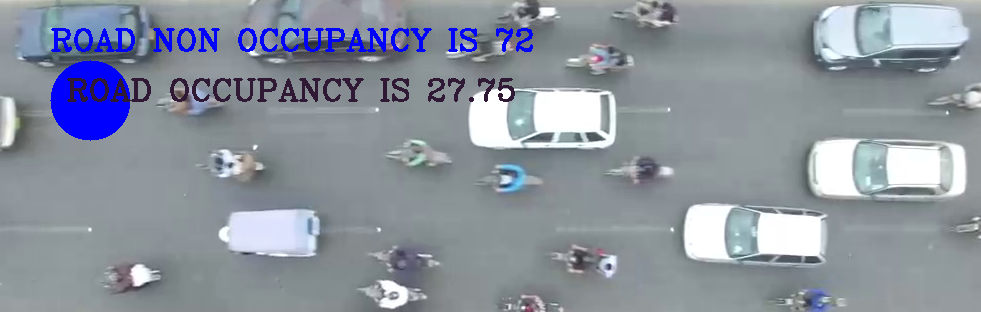 ROAD NON OCCUPANCY IS 72
ROAD OCCUPANCY IS 27.75